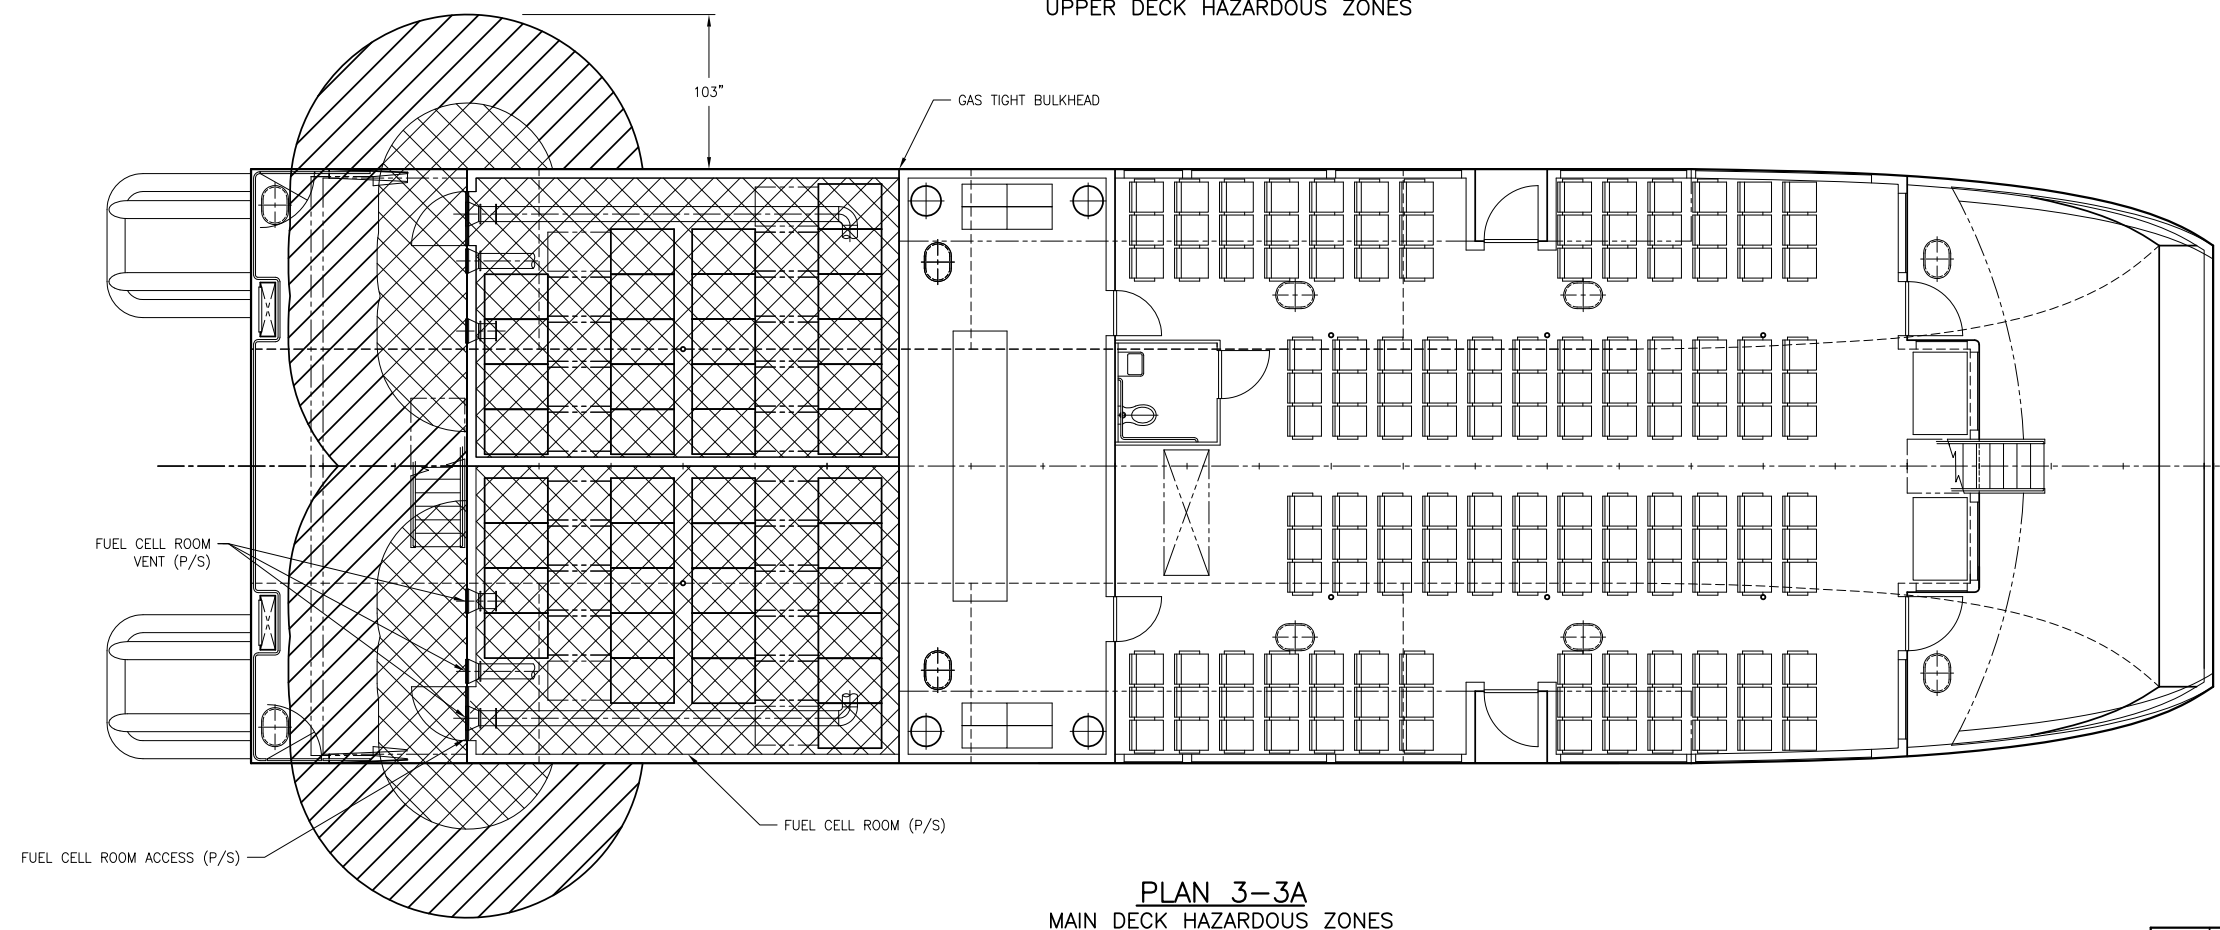 UPPER DECK HAZARDOUS ZONES
103"
GAS TIGHT BULKHEAD
FUEL CELL ROOM
VENT (P/S)
FUEL CELL ROOM (P/S)
FUEL CELL ROOM ACCESS (P/S)
PLAN 3-3A
MAIN DECK HAZARDOUS ZONES